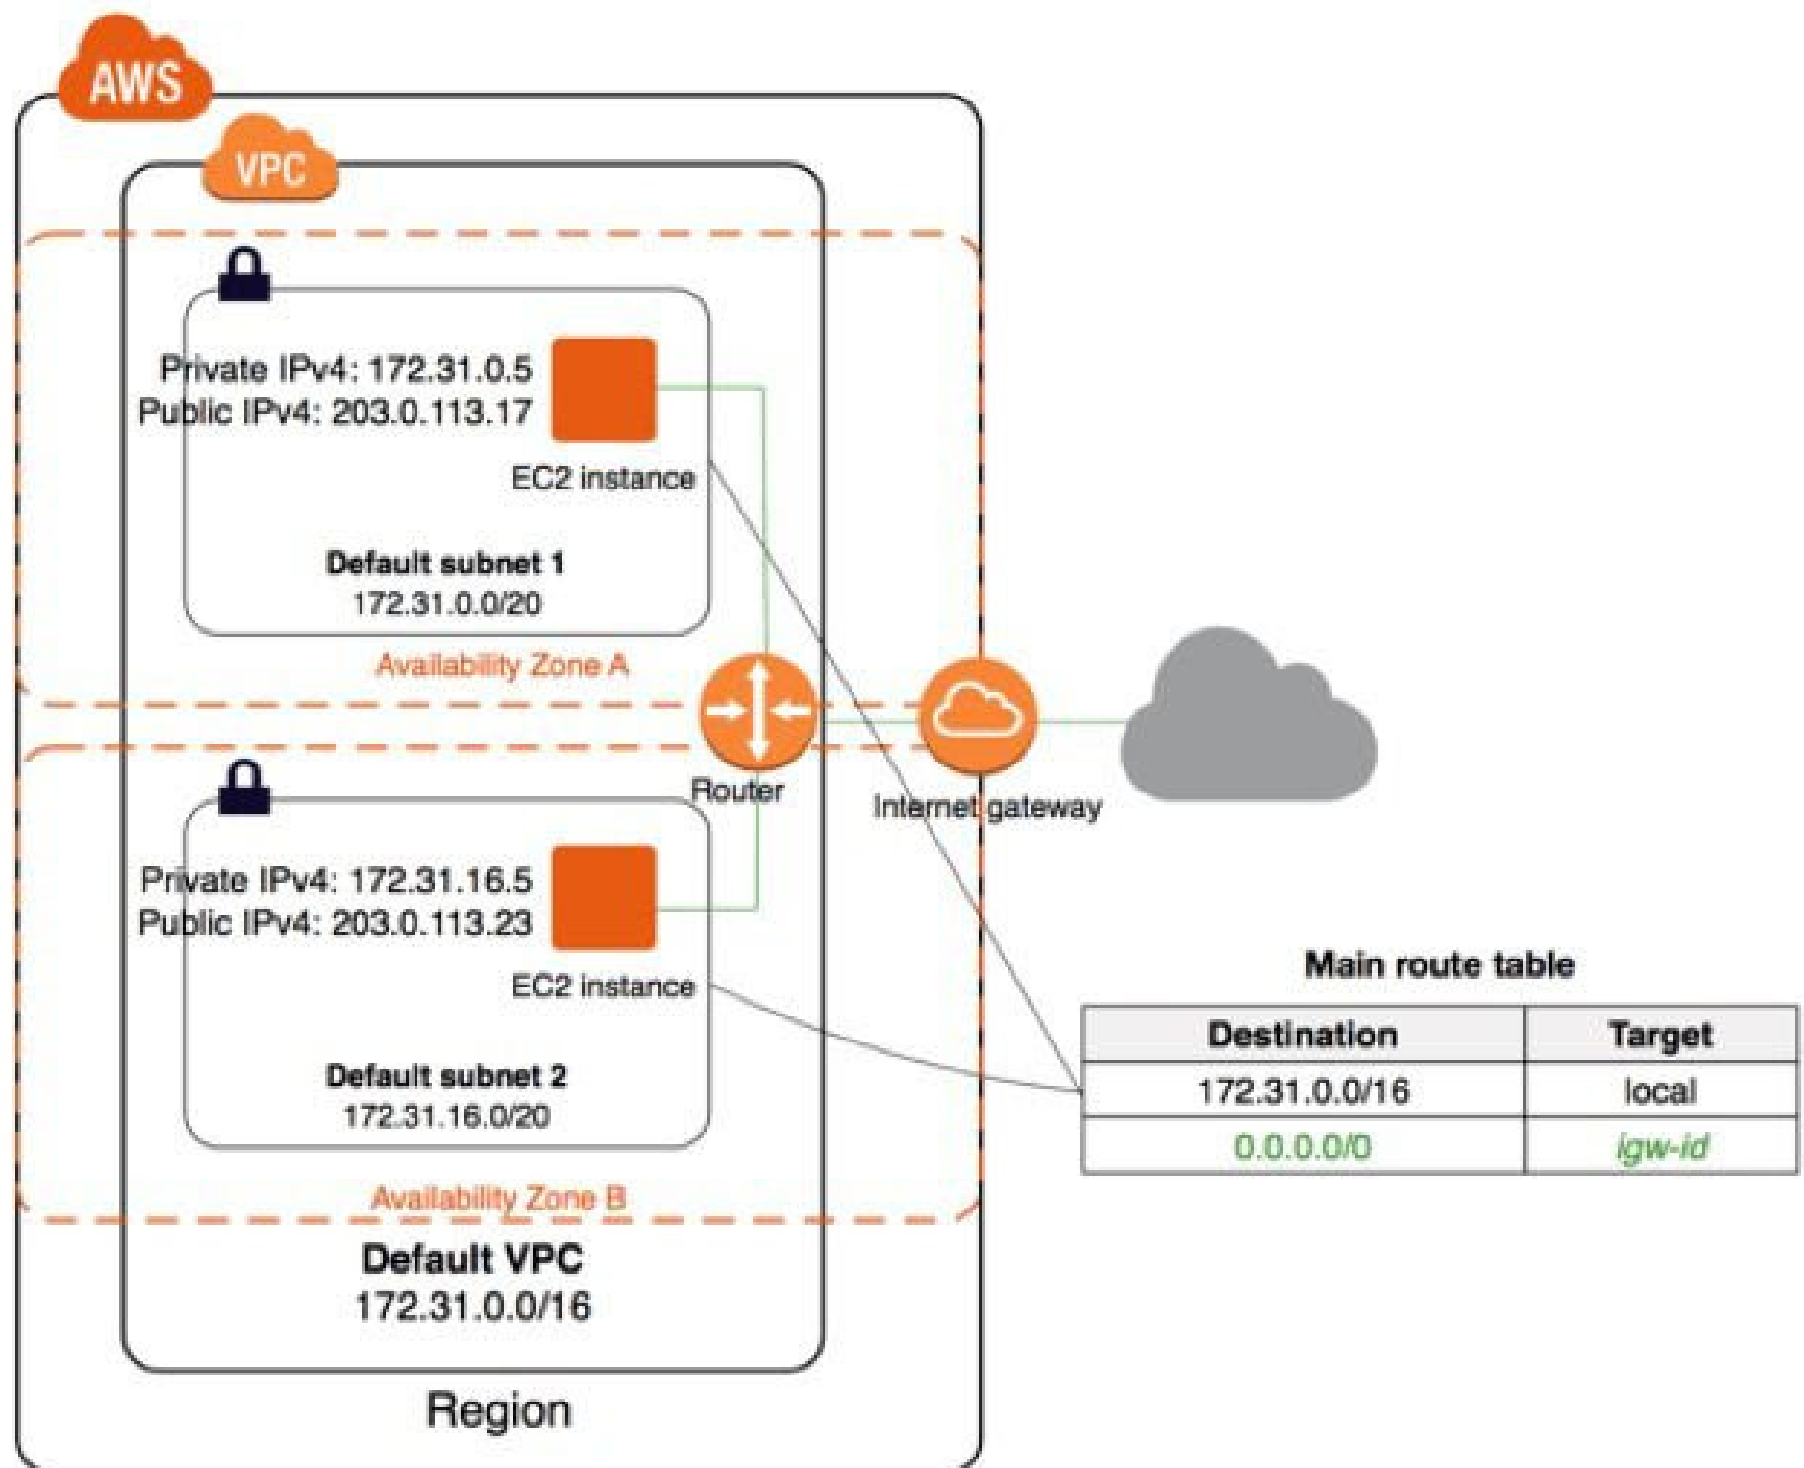 AWS
VPC
Private IPv4: 172.31.0.5
Public IPv4: 203.0.113.17
EC2 instance
Default subnet 1
172.31.0.0/20
Availability Zone A
Router
Internet gateway
Private IPv4: 172.31.16.5
Public IPv4: 203.0.113.23
EC2 instance
Default subnet 2
172.31.16.0/20
Availability Zone B
Default VPC
172.31.0.0/16
Region
Main route table
Destination Target
172.31.0.0/16 local
0.0.0.0/0 igw-id